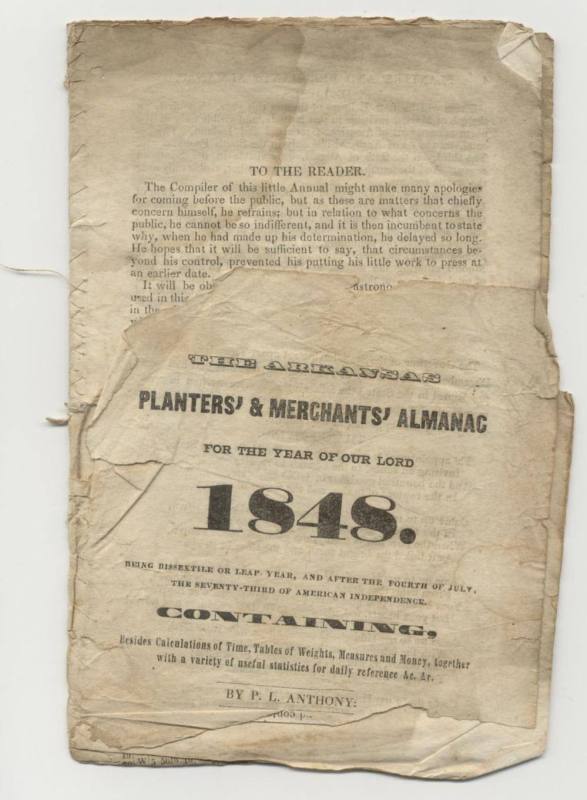 TO THE READER.
The Compiler of this little Annual might make many apologies
for coming before the public, but as these are matters that chiefly
concern himself, he refrains; but in relation to what concerns the
public, he cannot be so indifferent, and it is then incumbent to state
why, when he had made up his determination, he delayed so long.
He hopes that it will be sufficient to say, that circumstances be-
yond his control, prevented his putting his little work to press at
an earlier date.
It will be ob astrono
used in this
in the
THE ARKANSAS
PLANTERS' & MERCHANTS' ALMANAC
FOR THE YEAR OF OUR LORD
1848.
BEING BISSEXTILE OR LEAP YEAR, AND AFTER THE FOURTH OF JULY,
THE SEVENTY-THIRD OF AMERICAN INDEPENDENCE.
CONTAINING,
Besides Calculations of Time, Tables of Weights, Measures and Money, together
with a variety of useful statistics for daily reference &c. &c.
BY P. L. ANTHONY: